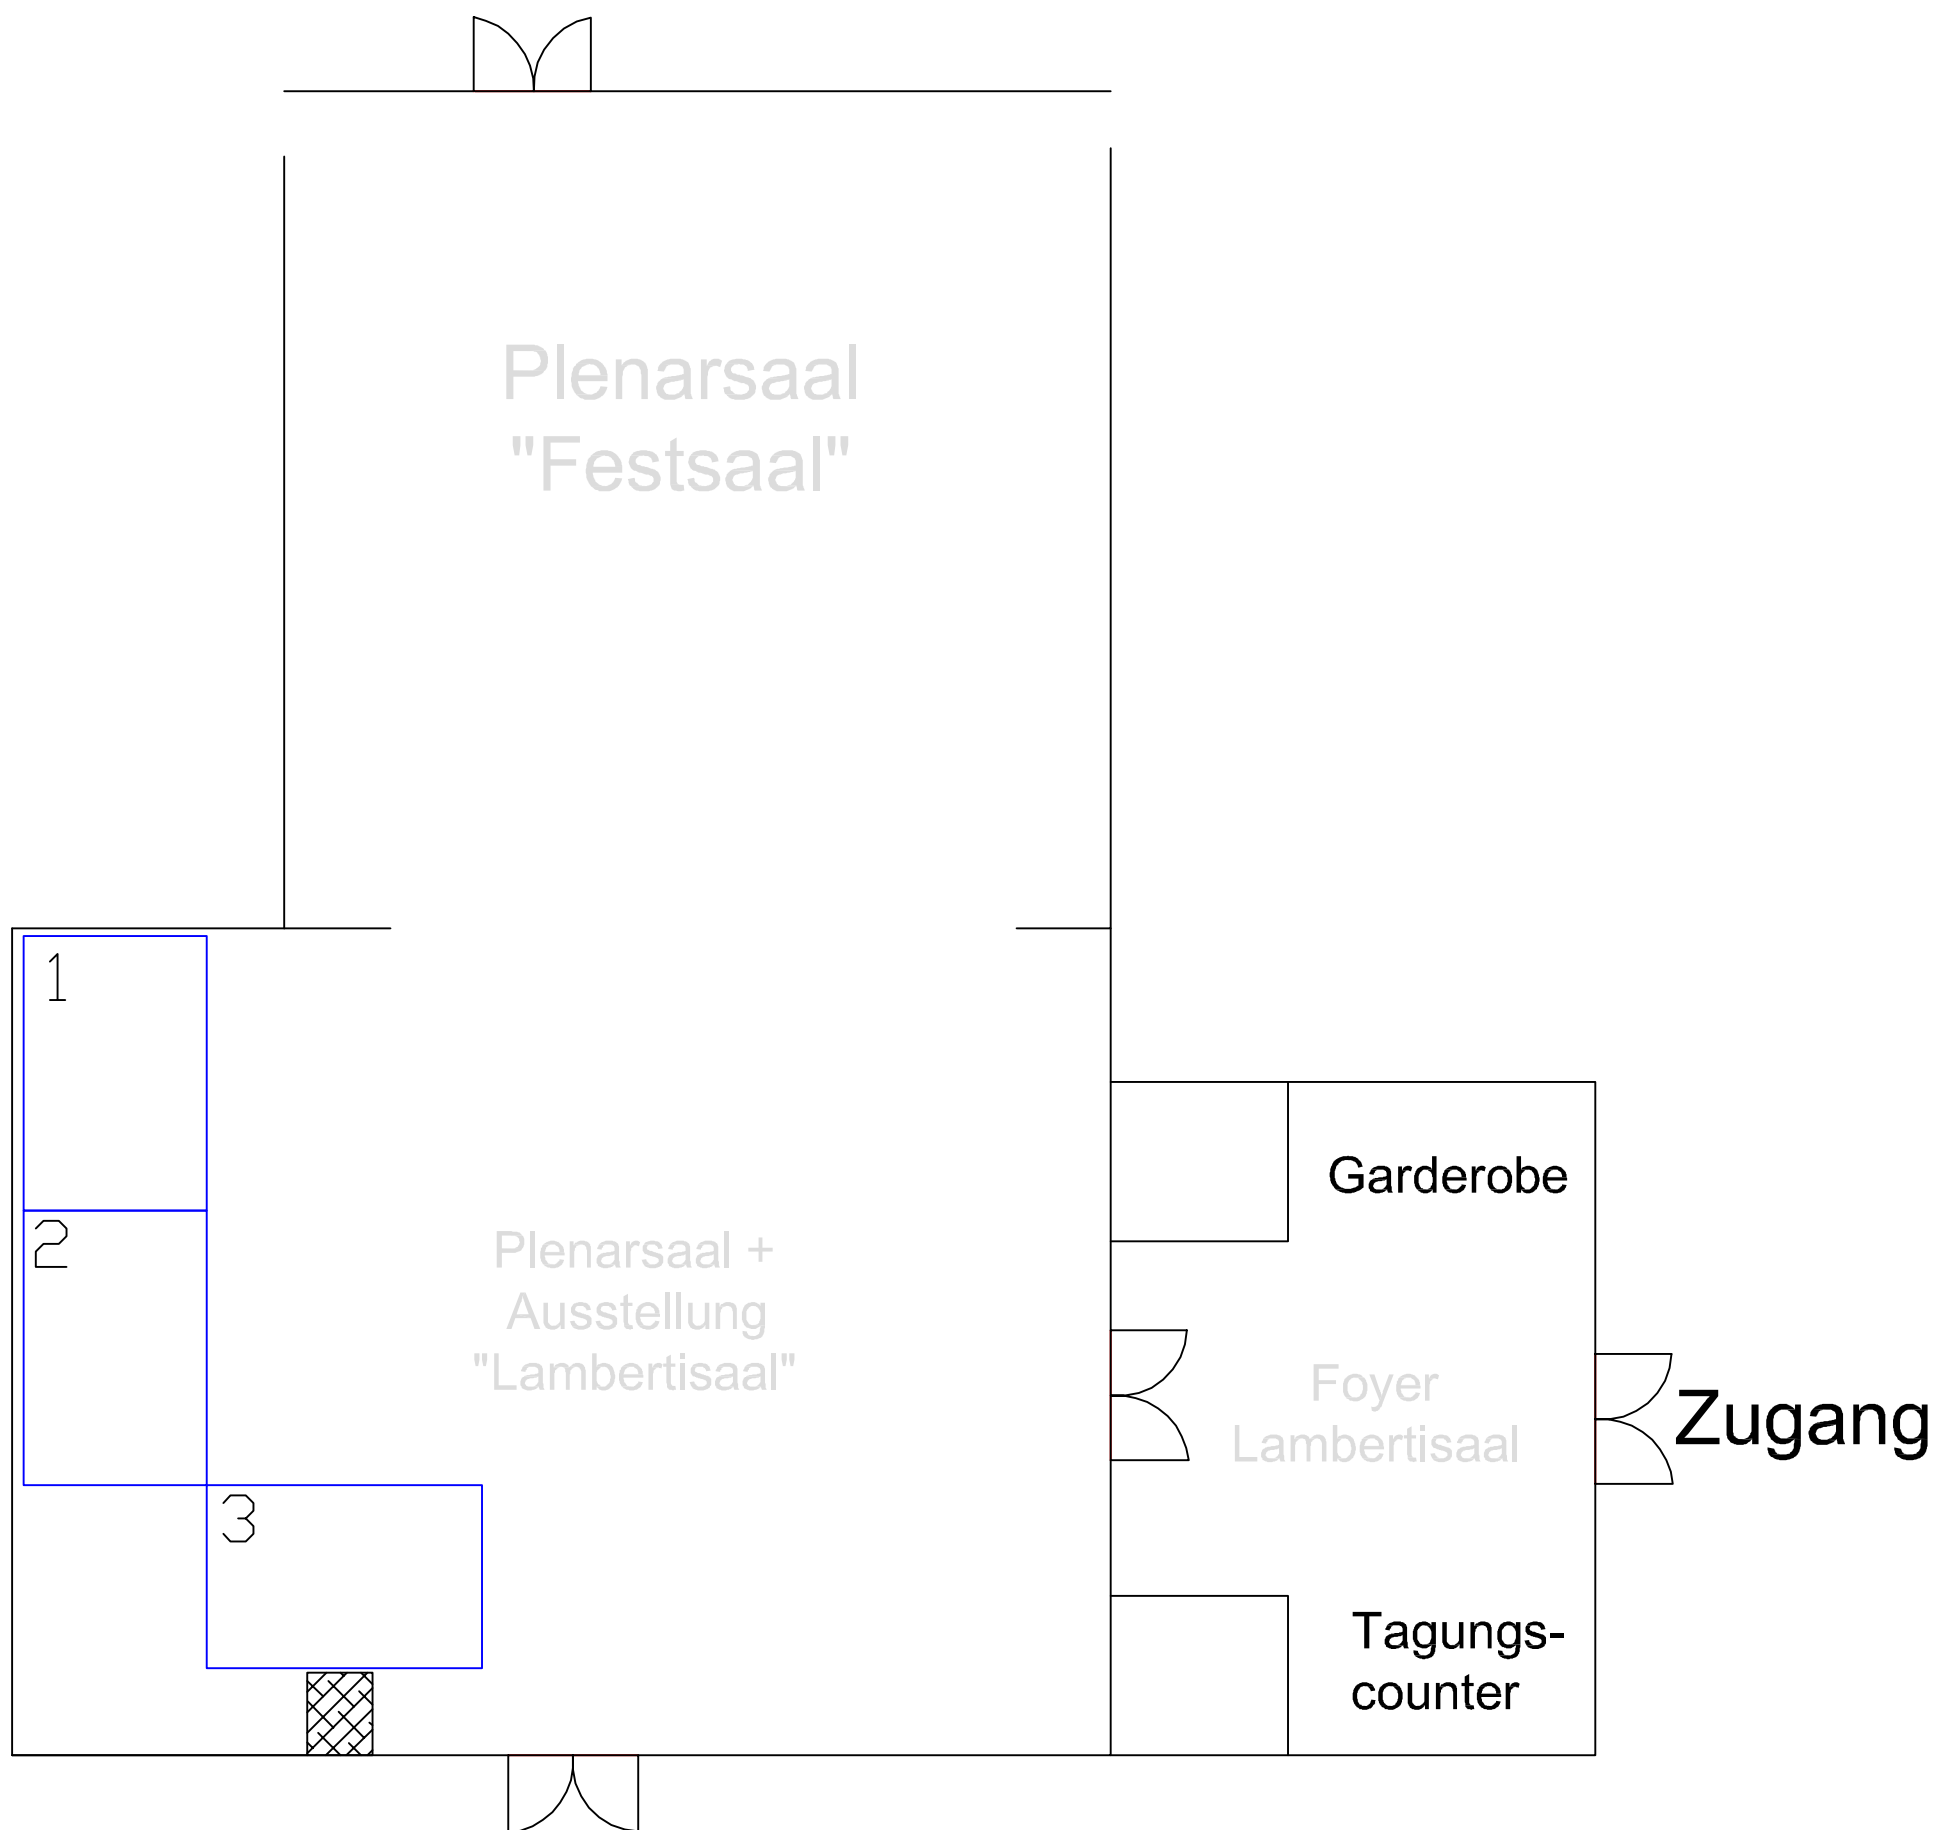 Plenarsaal
"Festsaal"
1
2
3
Plenarsaal +
Ausstellung
"Lambertisaal"
Garderobe
Foyer
Lambertisaal
Zugang
Tagungs-
counter